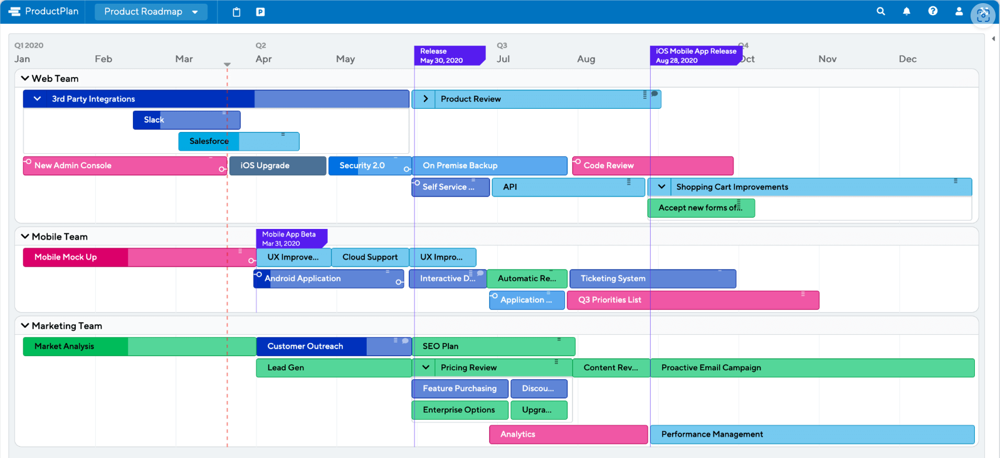 ProductPlan
Product Roadmap
P
?
Q1 2020
Q2
Q3
Q4
Jan
Feb
Mar
Apr
May
Release
May 30, 2020
Jul
Aug
iOS Mobile App Release
Aug 28, 2020
Oct
Nov
Dec
Web Team
3rd Party Integrations
Product Review
Slack
Salesforce
New Admin Console
iOS Upgrade
Security 2.0
On Premise Backup
Code Review
Self Service ...
API
Shopping Cart Improvements
Accept new forms of...
Mobile Team
Mobile App Beta
Mar 31, 2020
Mobile Mock Up
UX Improve...
Cloud Support
UX Impro...
Android Application
Interactive D...
Automatic Re...
Ticketing System
Application ...
Q3 Priorities List
Marketing Team
Market Analysis
Customer Outreach
SEO Plan
Lead Gen
Pricing Review
Content Rev...
Proactive Email Campaign
Feature Purchasing
Discou...
Enterprise Options
Upgra...
Analytics
Performance Management